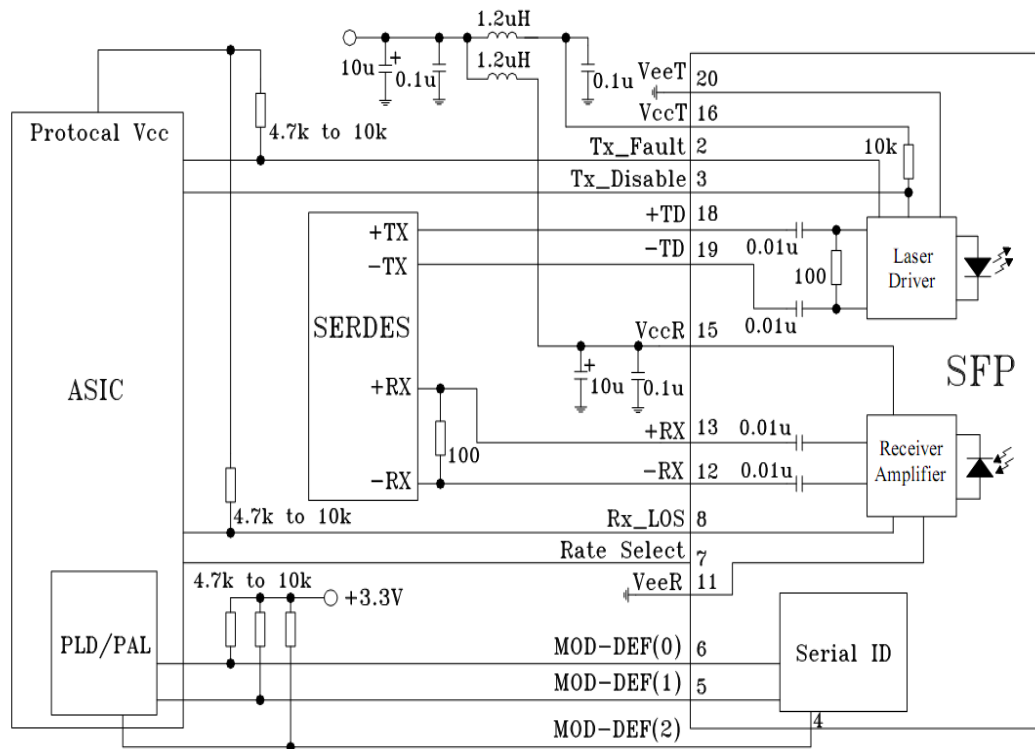 1.2uH
10u
+
0.1u
1.2uH
0.1u
VeeT 20
VccT 16
Protocal Vcc
4.7k to 10k
Tx_Fault 2
10k
Tx_Disable 3
+TD 18
+TX
-TD 19
0.01u
-TX
100
Laser
Driver
SERDES
0.01u
VccR 15
+
10u
0.1u
SFP
ASIC
+RX
+RX 13
0.01u
100
Receiver
Amplifier
-RX
-RX 12
0.01u
4.7k to 10k
Rx_LOS 8
Rate Select 7
4.7k to 10k
+3.3V
VeeR 11
PLD/PAL
MOD-DEF(0) 6
Serial ID
MOD-DEF(1) 5
MOD-DEF(2)
4